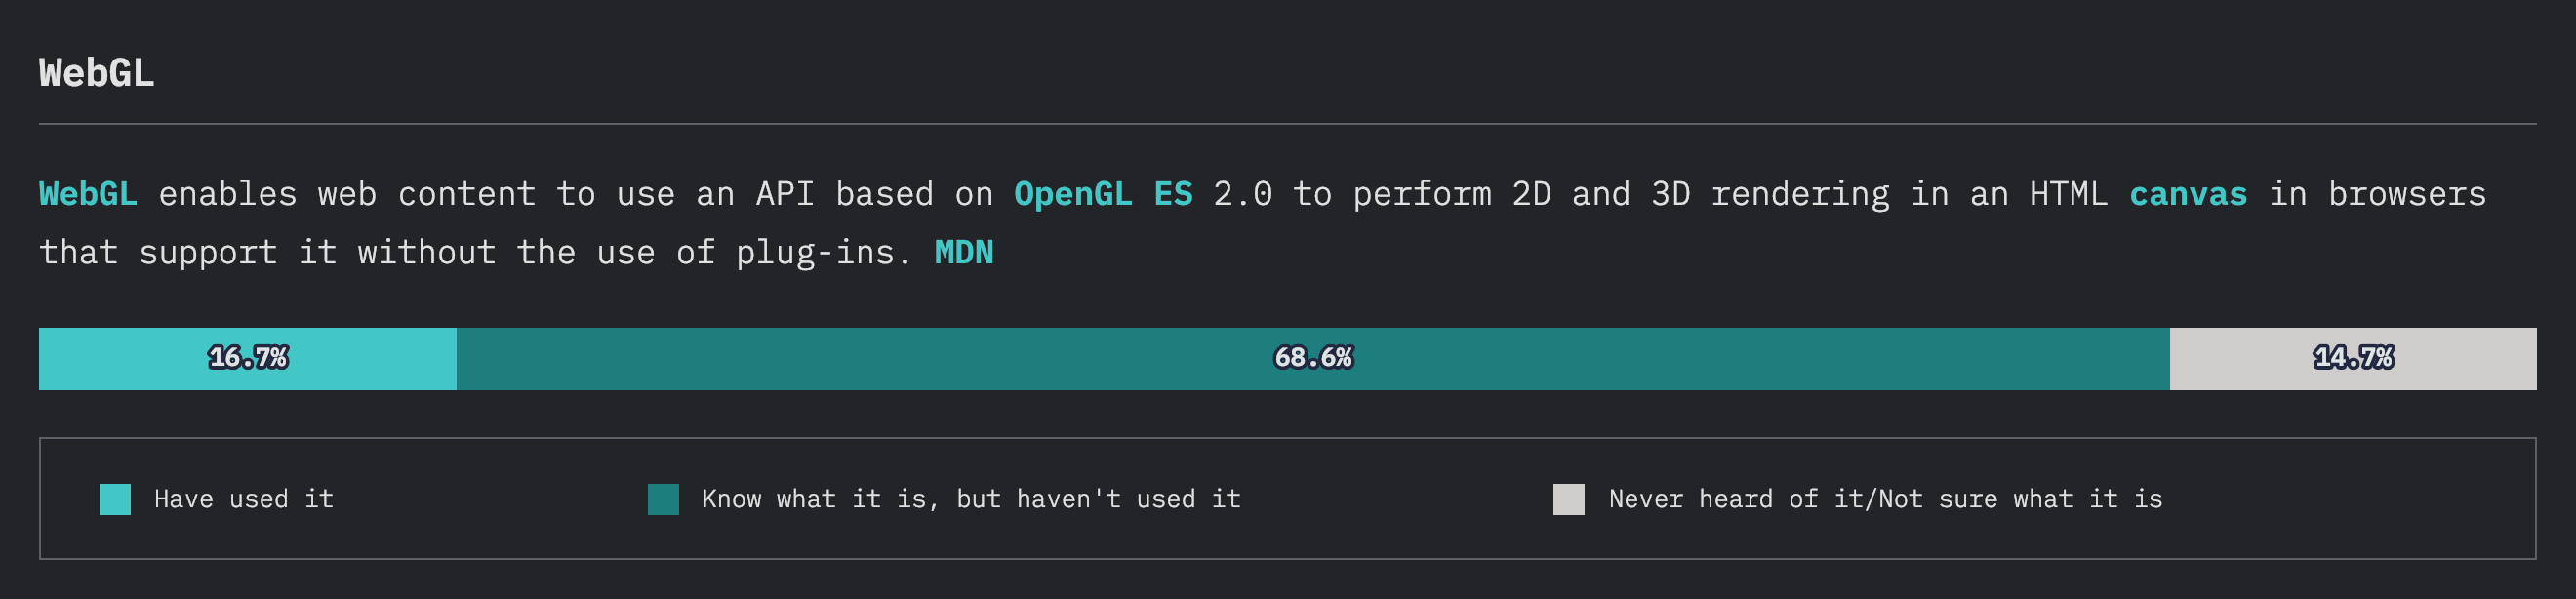 WebGL
WebGL enables web content to use an API based on OpenGL ES 2.0 to perform 2D and 3D rendering in an HTML canvas in browsers
that support it without the use of plug-ins. MDN
16.7% 68.6% 14.7%
Have used it Know what it is, but haven't used it Never heard of it/Not sure what it is